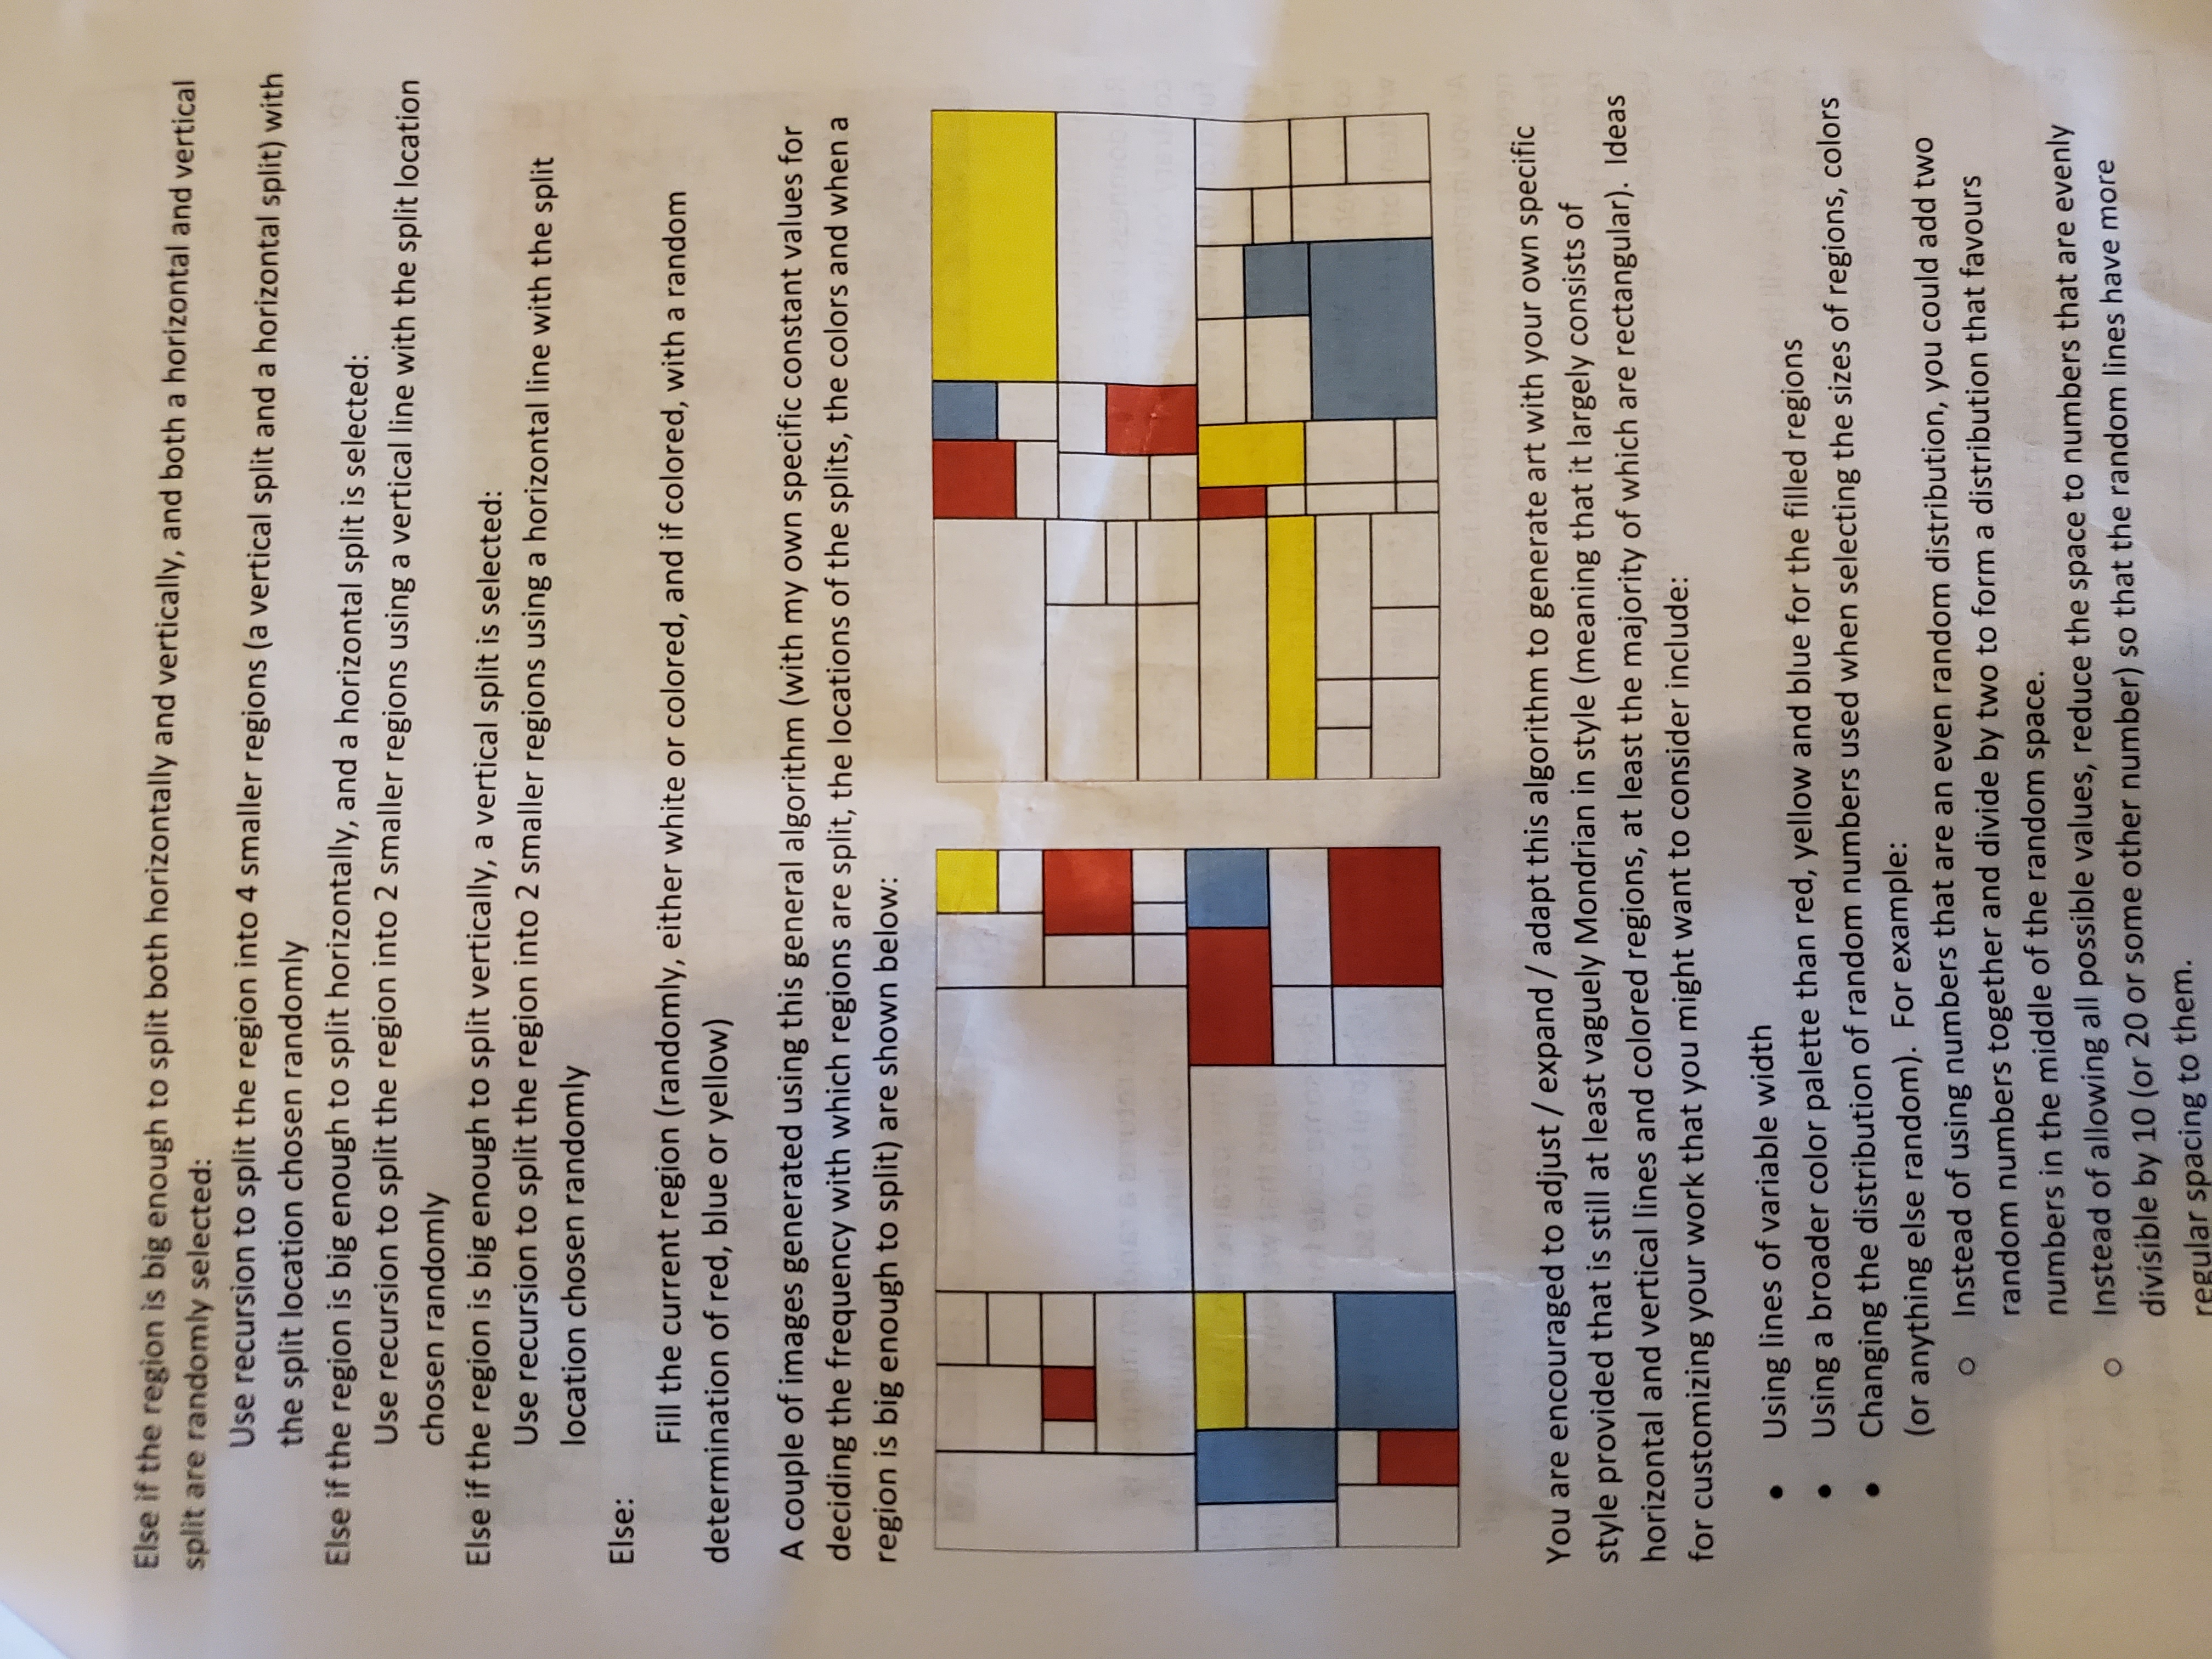 Else if the region is big enough to split both horizontally and vertically, and both a horizontal and vertical
split are randomly selected:
Use recursion to split the region into 4 smaller regions (a vertical split and a horizontal split) with
the split location chosen randomly
Else if the region is big enough to split horizontally, and a horizontal split is selected:
Use recursion to split the region into 2 smaller regions using a vertical line with the split location
chosen randomly
Else if the region is big enough to split vertically, a vertical split is selected:
Use recursion to split the region into 2 smaller regions using a horizontal line with the split
location chosen randomly
Else:
Fill the current region (randomly, either white or colored, and if colored, with a random
determination of red, blue or yellow)
A couple of images generated using this general algorithm (with my own specific constant values for
deciding the frequency with which regions are split, the locations of the splits, the colors and when a
region is big enough to split) are shown below:
You are encouraged to adjust / expand / adapt this algorithm to generate art with your own specific
style provided that is still at least vaguely Mondrian in style (meaning that it largely consists of
horizontal and vertical lines and colored regions, at least the majority of which are rectangular). Ideas
for customizing your work that you might want to consider include:
• Using lines of variable width
• Using a broader color palette than red, yellow and blue for the filled regions
• Changing the distribution of random numbers used when selecting the sizes of regions, colors
(or anything else random). For example:
o Instead of using numbers that are an even random distribution, you could add two
random numbers together and divide by two to form a distribution that favours
numbers in the middle of the random space.
o Instead of allowing all possible values, reduce the space to numbers that are evenly
divisible by 10 (or 20 or some other number) so that the random lines have more
regular spacing to them.